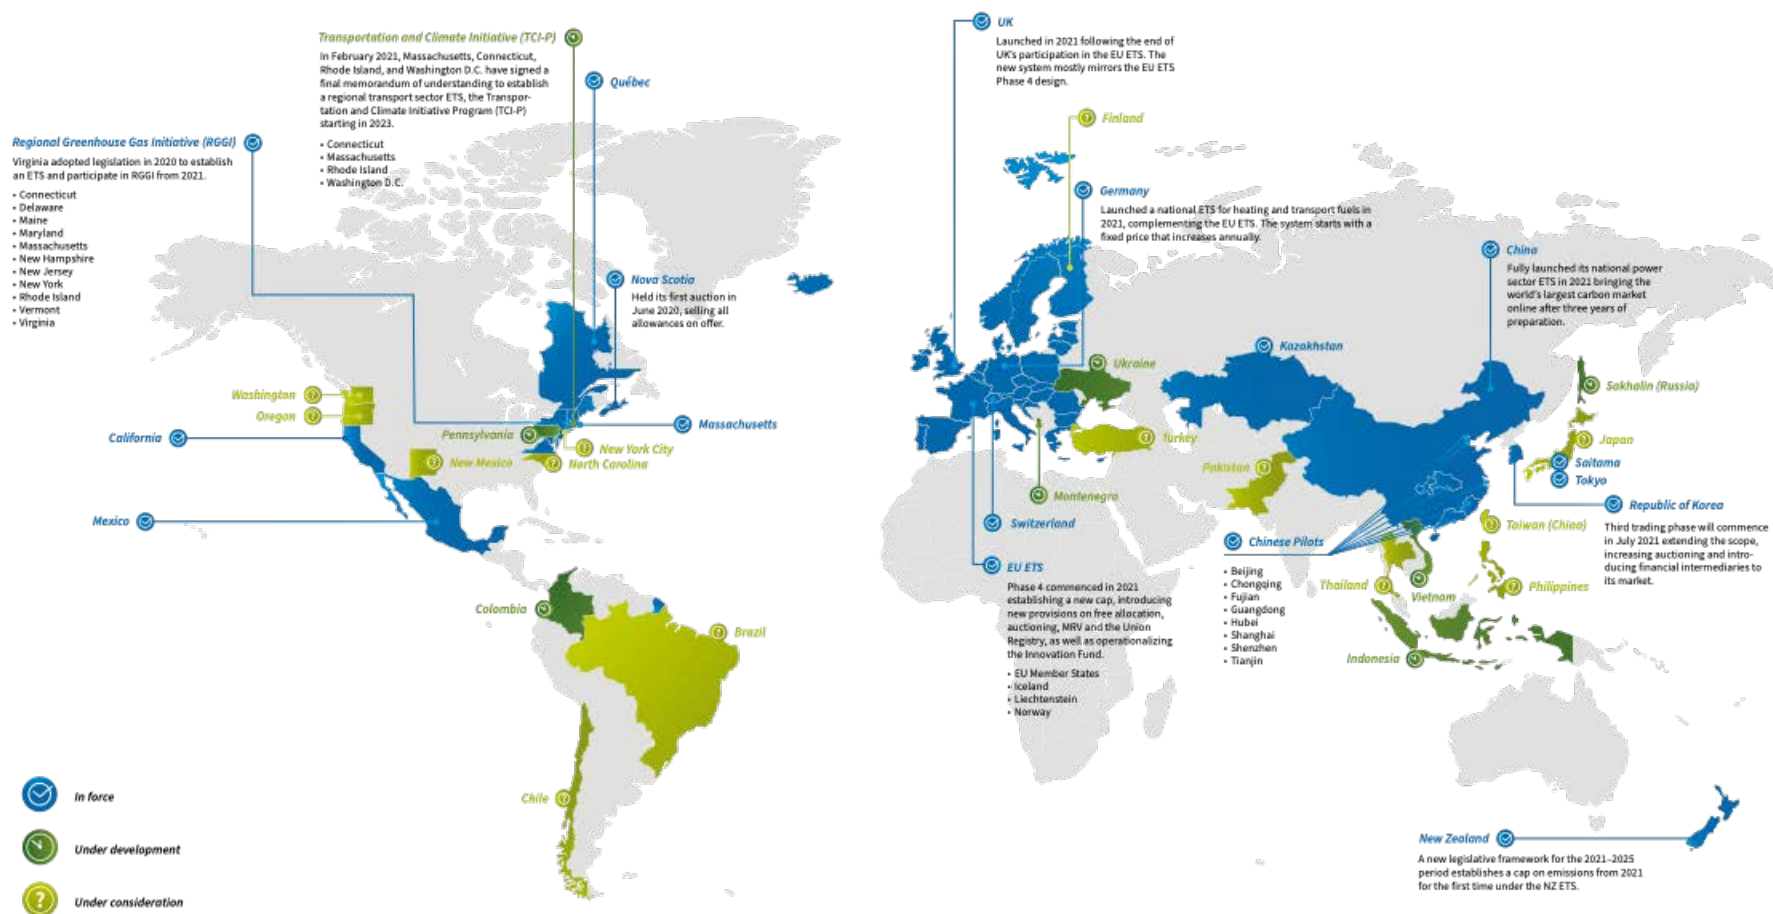 Transportation and Climate Initiative (TCI-P)
In February 2021, Massachusetts, Connecticut,
Rhode Island, and Washington D.C. have signed a
final memorandum of understanding to establish
a regional transport sector ETS, the Transpor-
tation and Climate Initiative Program (TCI-P)
starting in 2023.
• Connecticut
• Massachusetts
• Rhode Island
• Washington D.C.
Québec
Regional Greenhouse Gas Initiative (RGGI)
Virginia adopted legislation in 2020 to establish
an ETS and participate in RGGI from 2021.
• Connecticut
• Delaware
• Maine
• Maryland
• Massachusetts
• New Hampshire
• New Jersey
• New York
• Rhode Island
• Vermont
• Virginia
Nova Scotia
Held its first auction in
June 2020, selling all
allowances on offer.
Washington
Oregon
California
Mexico
Pennsylvania
New Mexico
New York City
North Carolina
Massachusetts
Colombia
Brazil
Chile
UK
Launched in 2021 following the end of
UK's participation in the EU ETS. The
new system mostly mirrors the EU ETS
Phase 4 design.
Finland
Germany
Launched a national ETS for heating and transport fuels in
2021, complementing the EU ETS. The system starts with a
fixed price that increases annually.
China
Fully launched its national power
sector ETS in 2021 bringing the
world's largest carbon market
online after three years of
preparation.
Kazakhstan
Ukraine
Sakhalin (Russia)
Turkey
Pakistan
Japan
Saitama
Tokyo
Montenegro
Switzerland
Republic of Korea
Third trading phase will commence
in July 2021 extending the scope,
increasing auctioning and intro-
ducing financial intermediaries to
its market.
Taiwan (China)
Chinese Pilots
• Beijing
• Chongqing
• Fujian
• Guangdong
• Hubei
• Shanghai
• Shenzhen
• Tianjin
EU ETS
Phase 4 commenced in 2021
establishing a new cap, introducing
new provisions on free allocation,
auctioning, MRV and the Union
Registry, as well as operationalizing
the Innovation Fund.
• EU Member States
• Iceland
• Liechtenstein
• Norway
Thailand
Vietnam
Philippines
Indonesia
New Zealand
A new legislative framework for the 2021–2025
period establishes a cap on emissions from 2021
for the first time under the NZ ETS.
In force
Under development
Under consideration